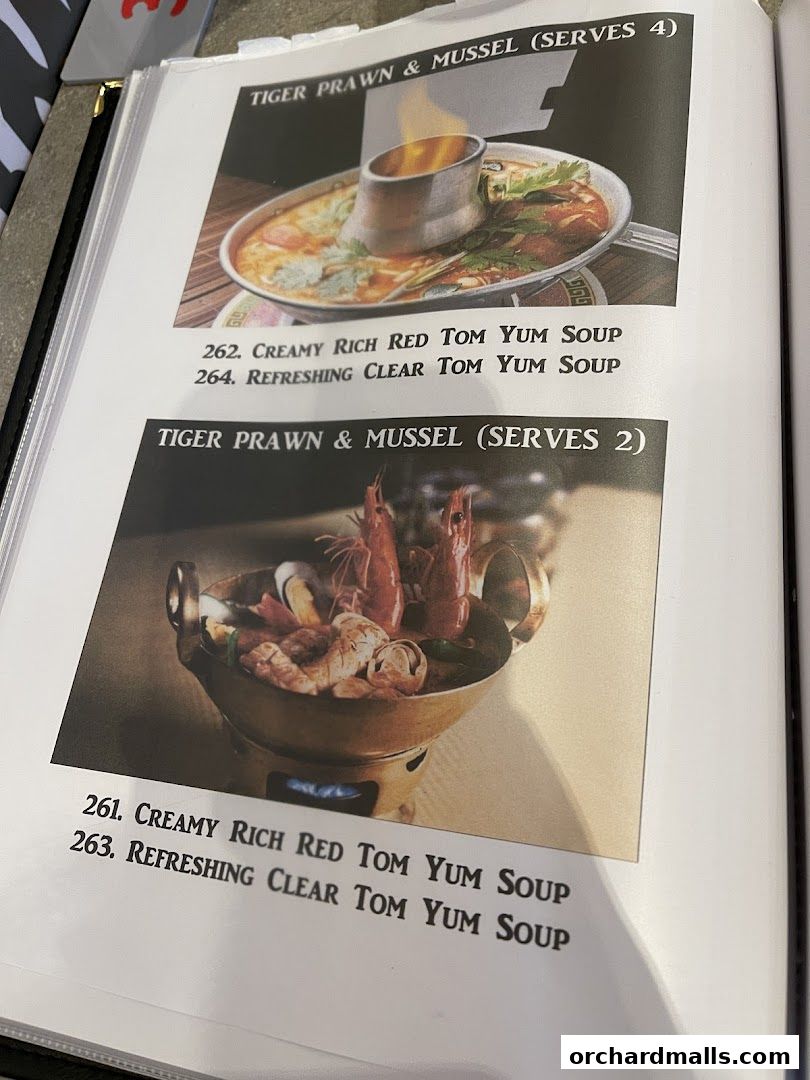 TIGER PRAWN & MUSSEL (SERVES 4)
262. CREAMY RICH RED TOM YUM SOUP
264. REFRESHING CLEAR TOM YUM SOUP
TIGER PRAWN & MUSSEL (SERVES 2)
261. CREAMY RICH RED TOM YUM SOUP
263. REFRESHING CLEAR TOM YUM SOUP
orchardmalls.com